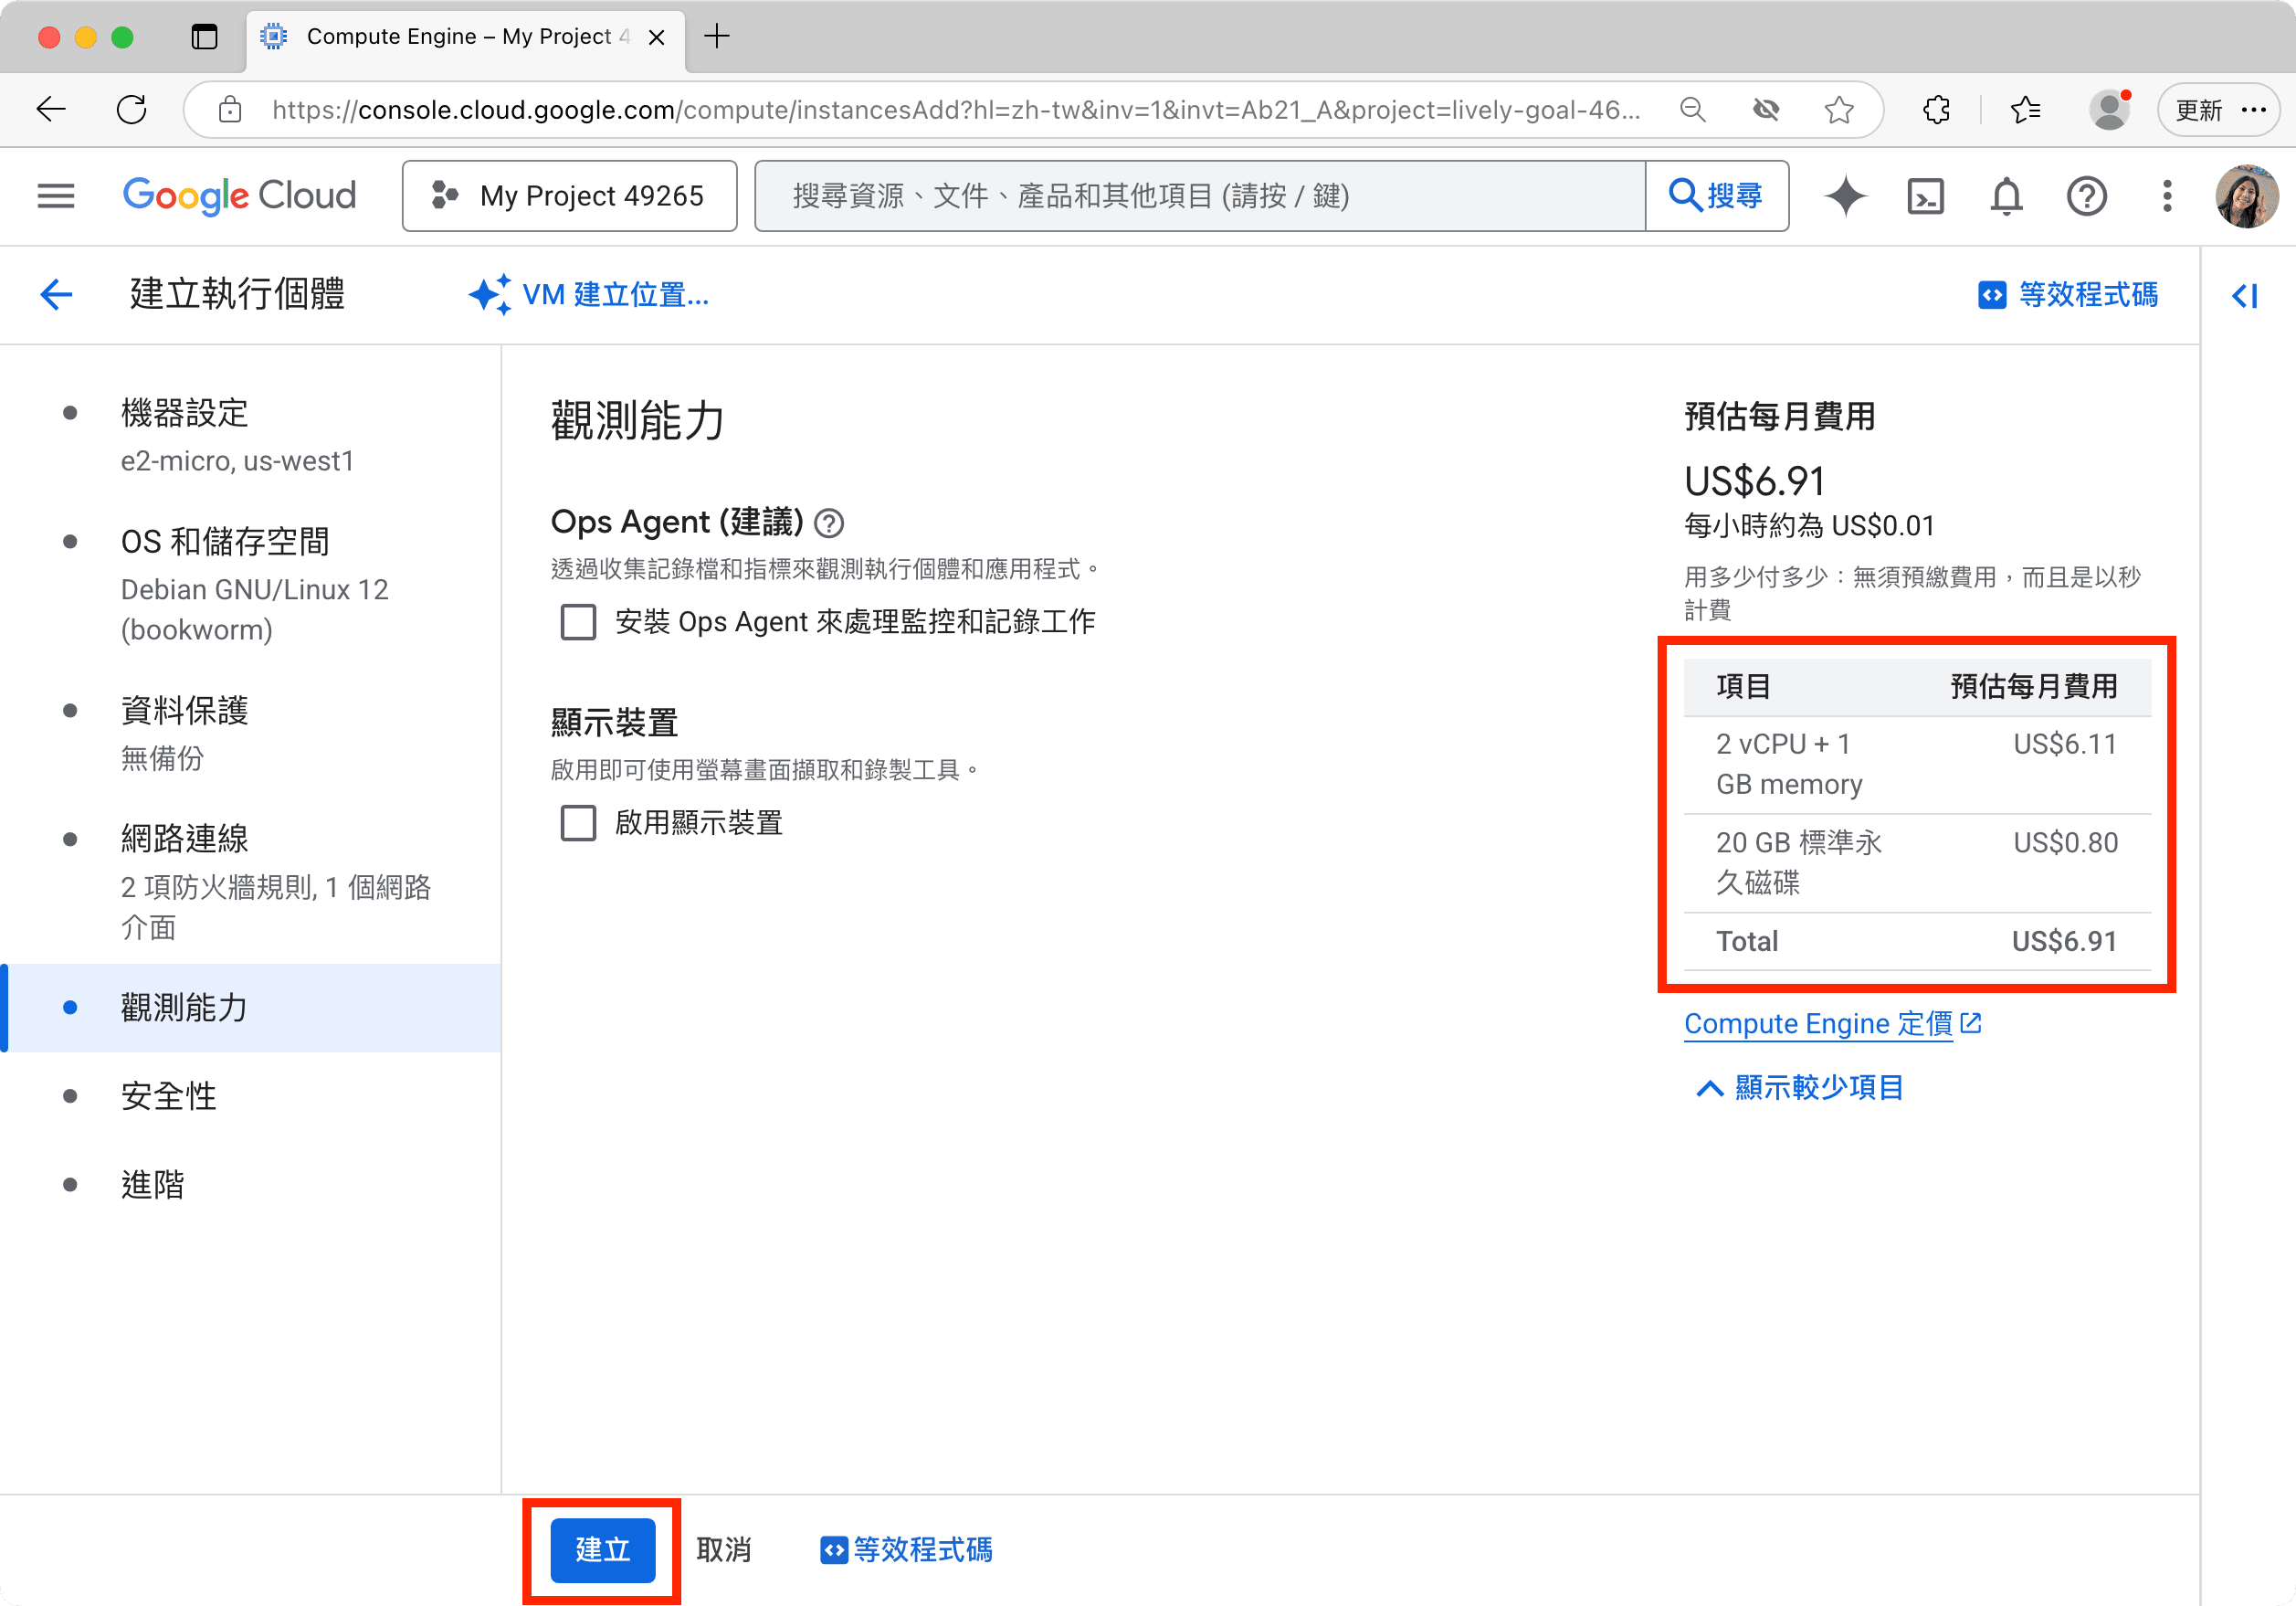 Compute Engine – My Project 4
https://console.cloud.google.com/compute/instancesAdd?hl=zh-tw&inv=1&invt=Ab21_A&project=lively-goal-46...
更新
Google Cloud
My Project 49265
搜尋資源、文件、產品和其他項目 (請按 / 鍵)
搜尋
建立執行個體
VM 建立位置...
等效程式碼
機器設定
e2-micro, us-west1
OS 和儲存空間
Debian GNU/Linux 12
(bookworm)
資料保護
無備份
網路連線
2 項防火牆規則, 1 個網路
介面
觀測能力
安全性
進階
觀測能力
Ops Agent (建議)
透過收集記錄檔和指標來觀測執行個體和應用程式。
安裝 Ops Agent 來處理監控和記錄工作
顯示裝置
啟用即可使用螢幕畫面擷取和錄製工具。
啟用顯示裝置
預估每月費用
US$6.91
每小時約為 US$0.01
用多少付多少：無須預繳費用，而且是以秒
計費
項目 預估每月費用
2 vCPU + 1 US$6.11
GB memory
20 GB 標準永 US$0.80
久磁碟
Total US$6.91
Compute Engine 定價
顯示較少項目
建立
取消
等效程式碼